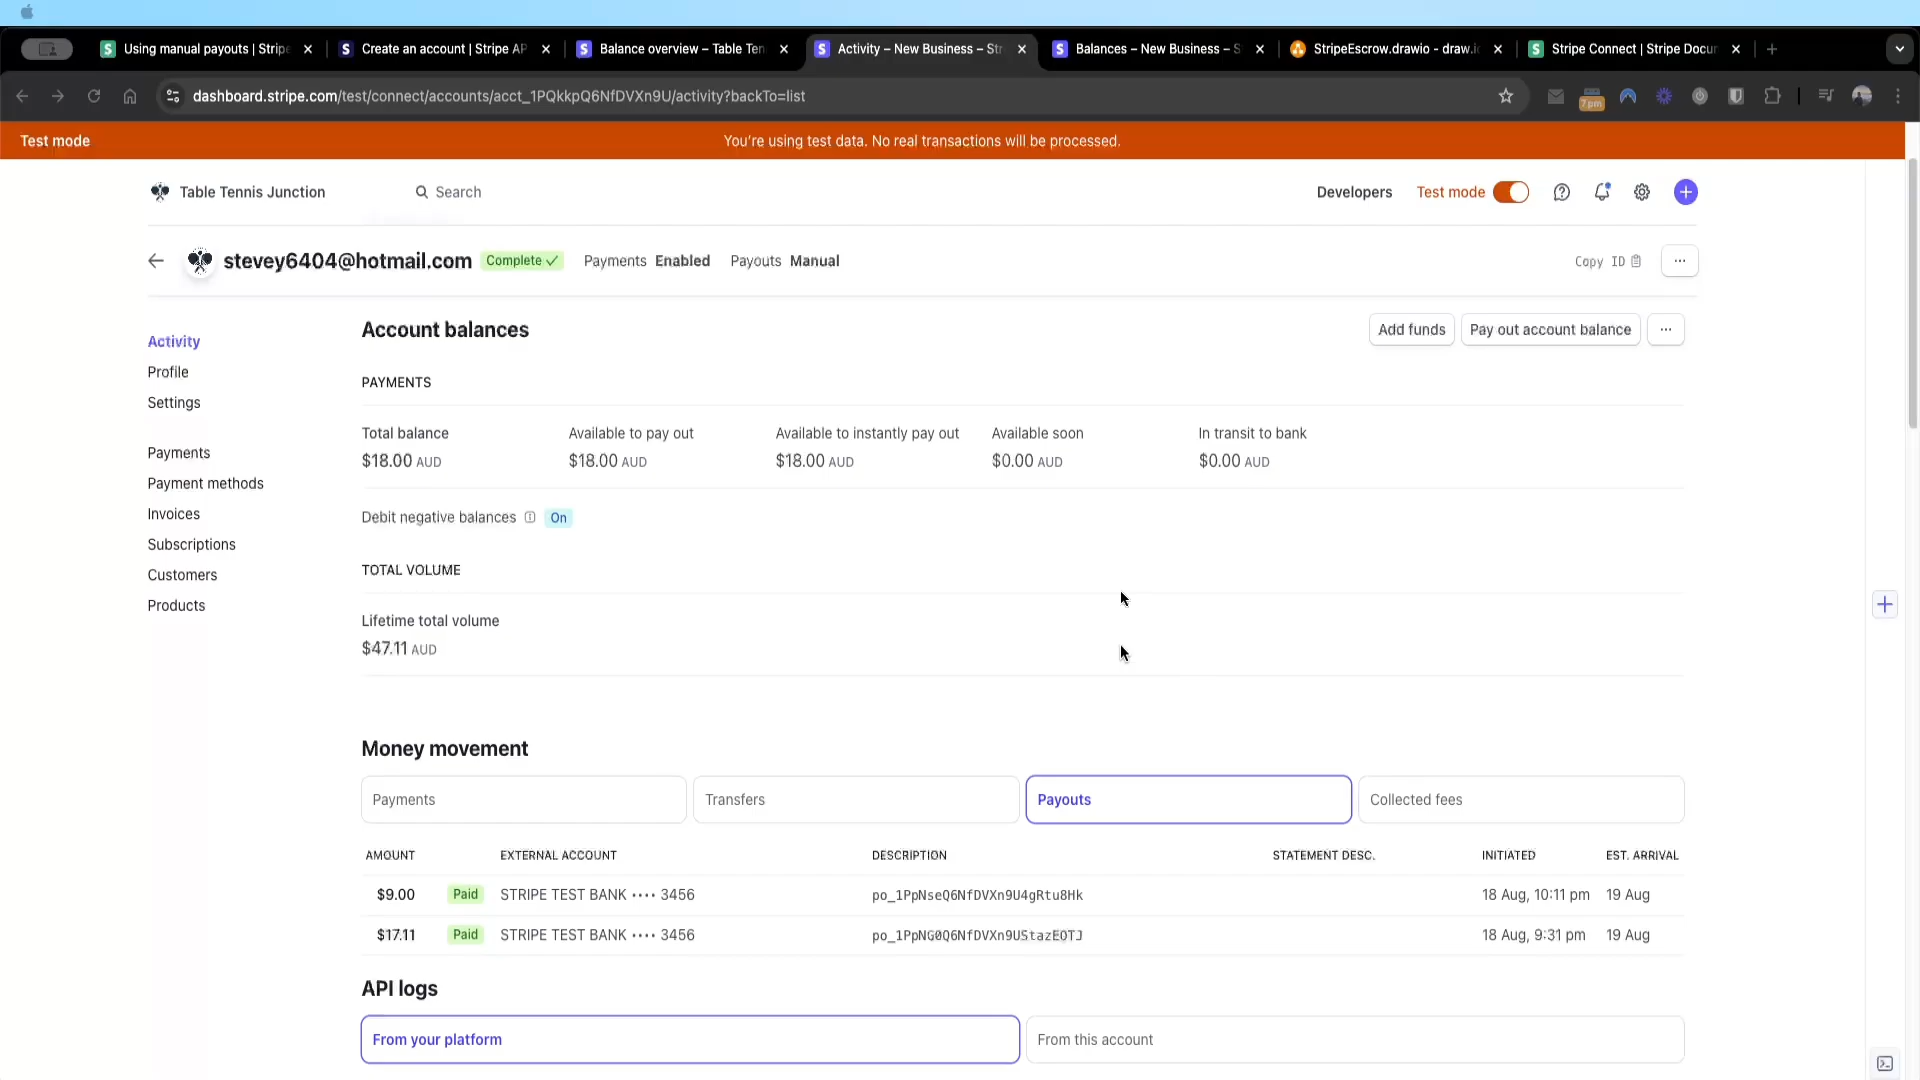 Using manual payouts | Stripe
Create an account | Stripe AP
Balance overview – Table Ten
Activity – New Business – Str
Balances – New Business – S
StripeEscrow.drawio - draw.i
Stripe Connect | Stripe Docur
dashboard.stripe.com/test/connect/accounts/acct_1PQkkpQ6NfDVXn9U/activity?backTo=list
7pm
Test mode
You're using test data. No real transactions will be processed.
Table Tennis Junction
Search
Developers
Test mode
stevey6404@hotmail.com
Complete
Payments Enabled
Payouts Manual
Copy ID
Activity
Profile
Settings
Payments
Payment methods
Invoices
Subscriptions
Customers
Products
Account balances
Add funds
Pay out account balance
PAYMENTS
Total balance
Available to pay out
Available to instantly pay out
Available soon
In transit to bank
$18.00 AUD
$18.00 AUD
$18.00 AUD
$0.00 AUD
$0.00 AUD
Debit negative balances
On
TOTAL VOLUME
Lifetime total volume
$47.11 AUD
Money movement
Payments
Transfers
Payouts
Collected fees
AMOUNT
EXTERNAL ACCOUNT
DESCRIPTION
STATEMENT DESC.
INITIATED
EST. ARRIVAL
$9.00 Paid STRIPE TEST BANK •••• 3456 po_1PpNseQ6NfDVXn9U4gRtu8Hk 18 Aug, 10:11 pm 19 Aug
$17.11 Paid STRIPE TEST BANK •••• 3456 po_1PpNG0Q6NfDVXn9UStazEQTJ 18 Aug, 9:31 pm 19 Aug
API logs
From your platform
From this account